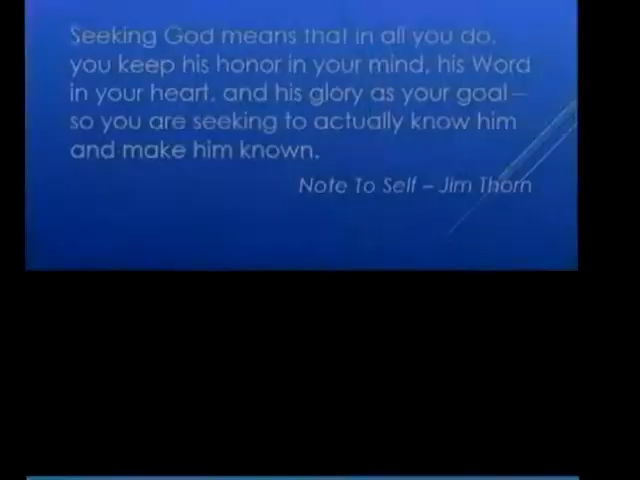 Seeking God means that in all you do,
you keep his honor in your mind, his Word
in your heart, and his glory as your goal –
so you are seeking to actually know him
and make him known.
Note To Self – Jim Thorn